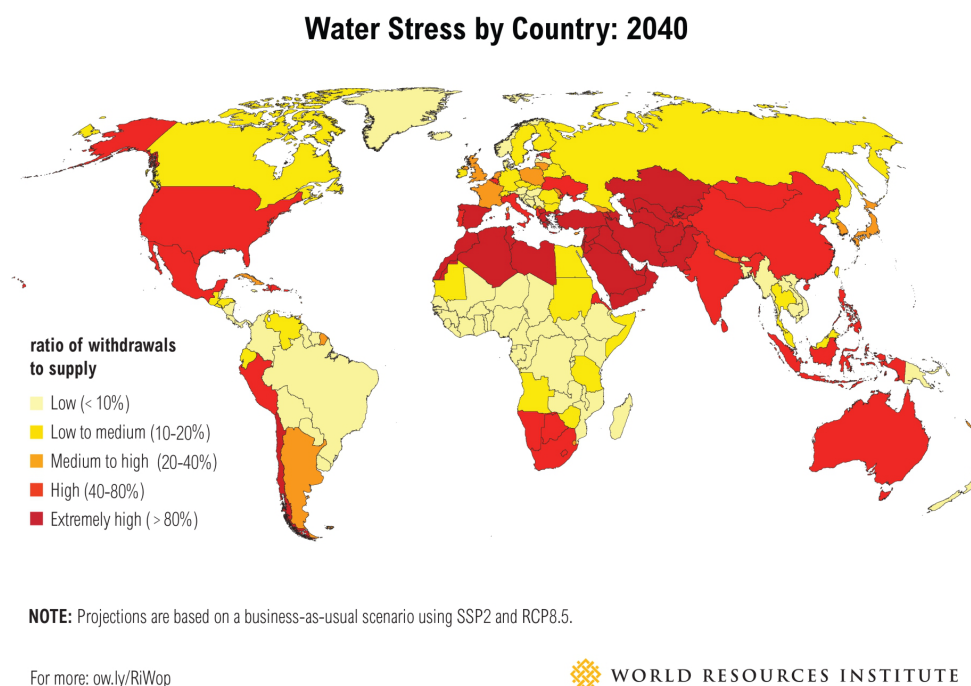 Water Stress by Country: 2040
ratio of withdrawals
to supply
Low (< 10%)
Low to medium (10-20%)
Medium to high (20-40%)
High (40-80%)
Extremely high ( > 80%)
NOTE: Projections are based on a business-as-usual scenario using SSP2 and RCP8.5.
For more: ow.ly/RiWop
WORLD RESOURCES INSTITUTE